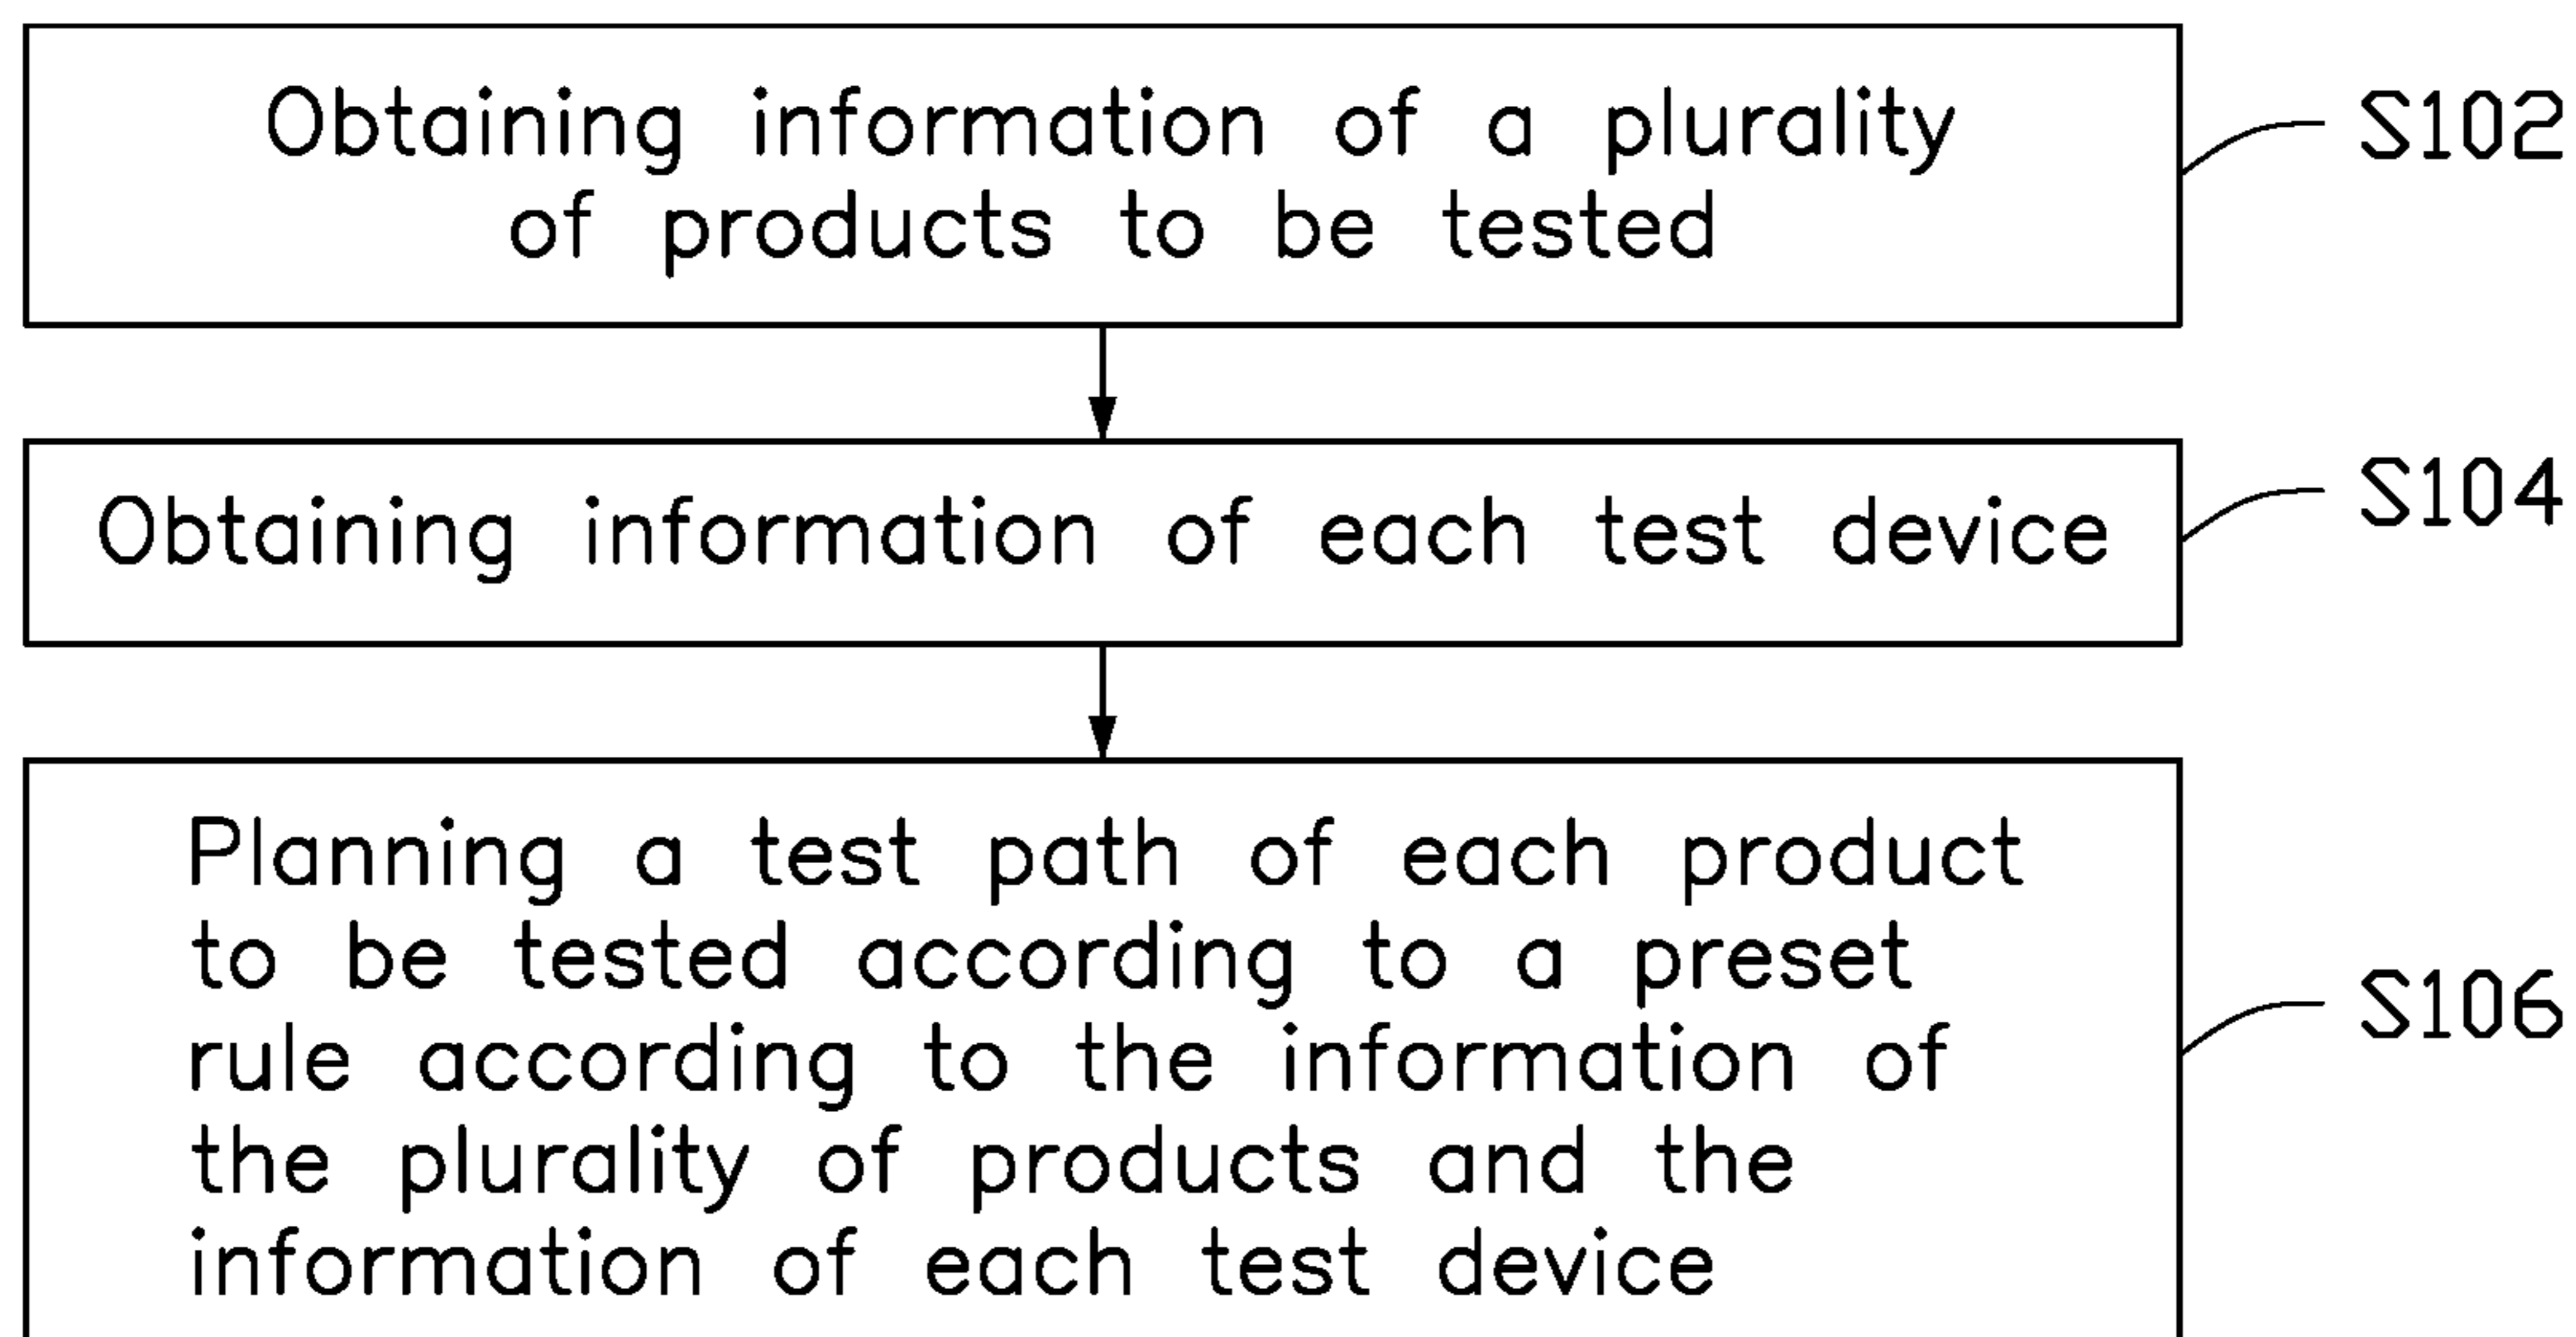 Obtaining information of a plurality
of products to be tested
S102
Obtaining information of each test device
S104
Planning a test path of each product
to be tested according to a preset
rule according to the information of
the plurality of products and the
information of each test device
S106